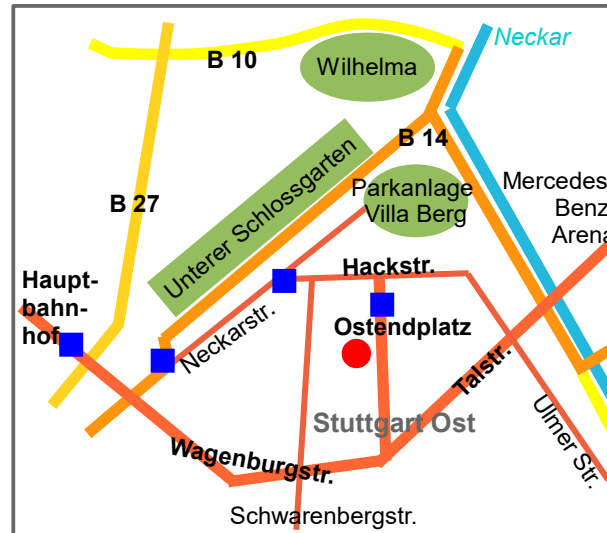 Neckar
B 10
Wilhelma
B 14
Unterer Schlossgarten
Parkanlage
Villa Berg
Mercedes
Benz
Arena
B 27
Haupt-
bahn-
hof
Hackstr.
Neckarstr.
Ostendplatz
Talstr.
Stuttgart Ost
Ulmer Str.
Wagenburgstr.
Schwarenbergstr.